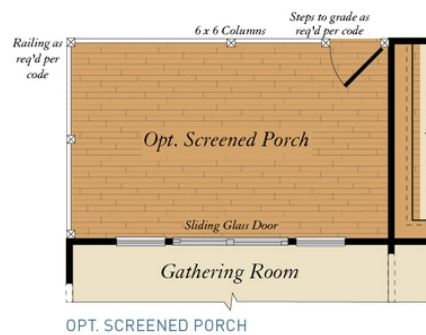 Steps to grade as
req'd per
code
6 x 6 Columns
Railing as
req'd per
code
Opt. Screened Porch
Sliding Glass Door
Gathering Room
OPT. SCREENED PORCH